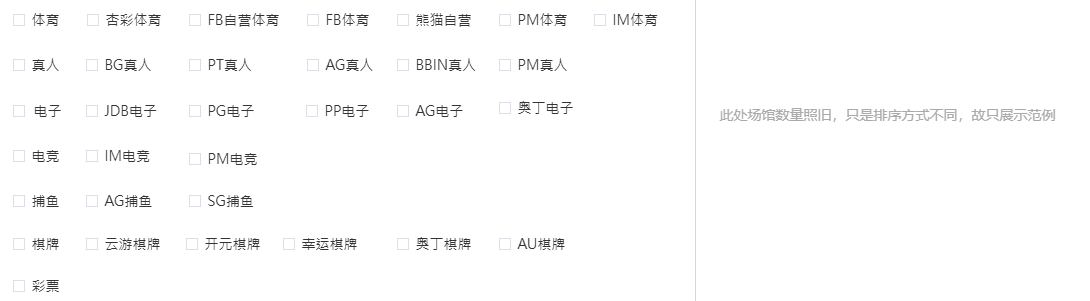 体育 杏彩体育 FB自营体育 FB体育 熊猫自营 PM体育 IM体育
真人 BG真人 PT真人 AG真人 BBIN真人 PM真人
电子 JDB电子 PG电子 PP电子 AG电子 奥丁电子
此处场馆数量照旧，只是排序方式不同，故只展示范例
电竞 IM电竞 PM电竞
捕鱼 AG捕鱼 SG捕鱼
棋牌 云游棋牌 开元棋牌 幸运棋牌 奥丁棋牌 AU棋牌
彩票